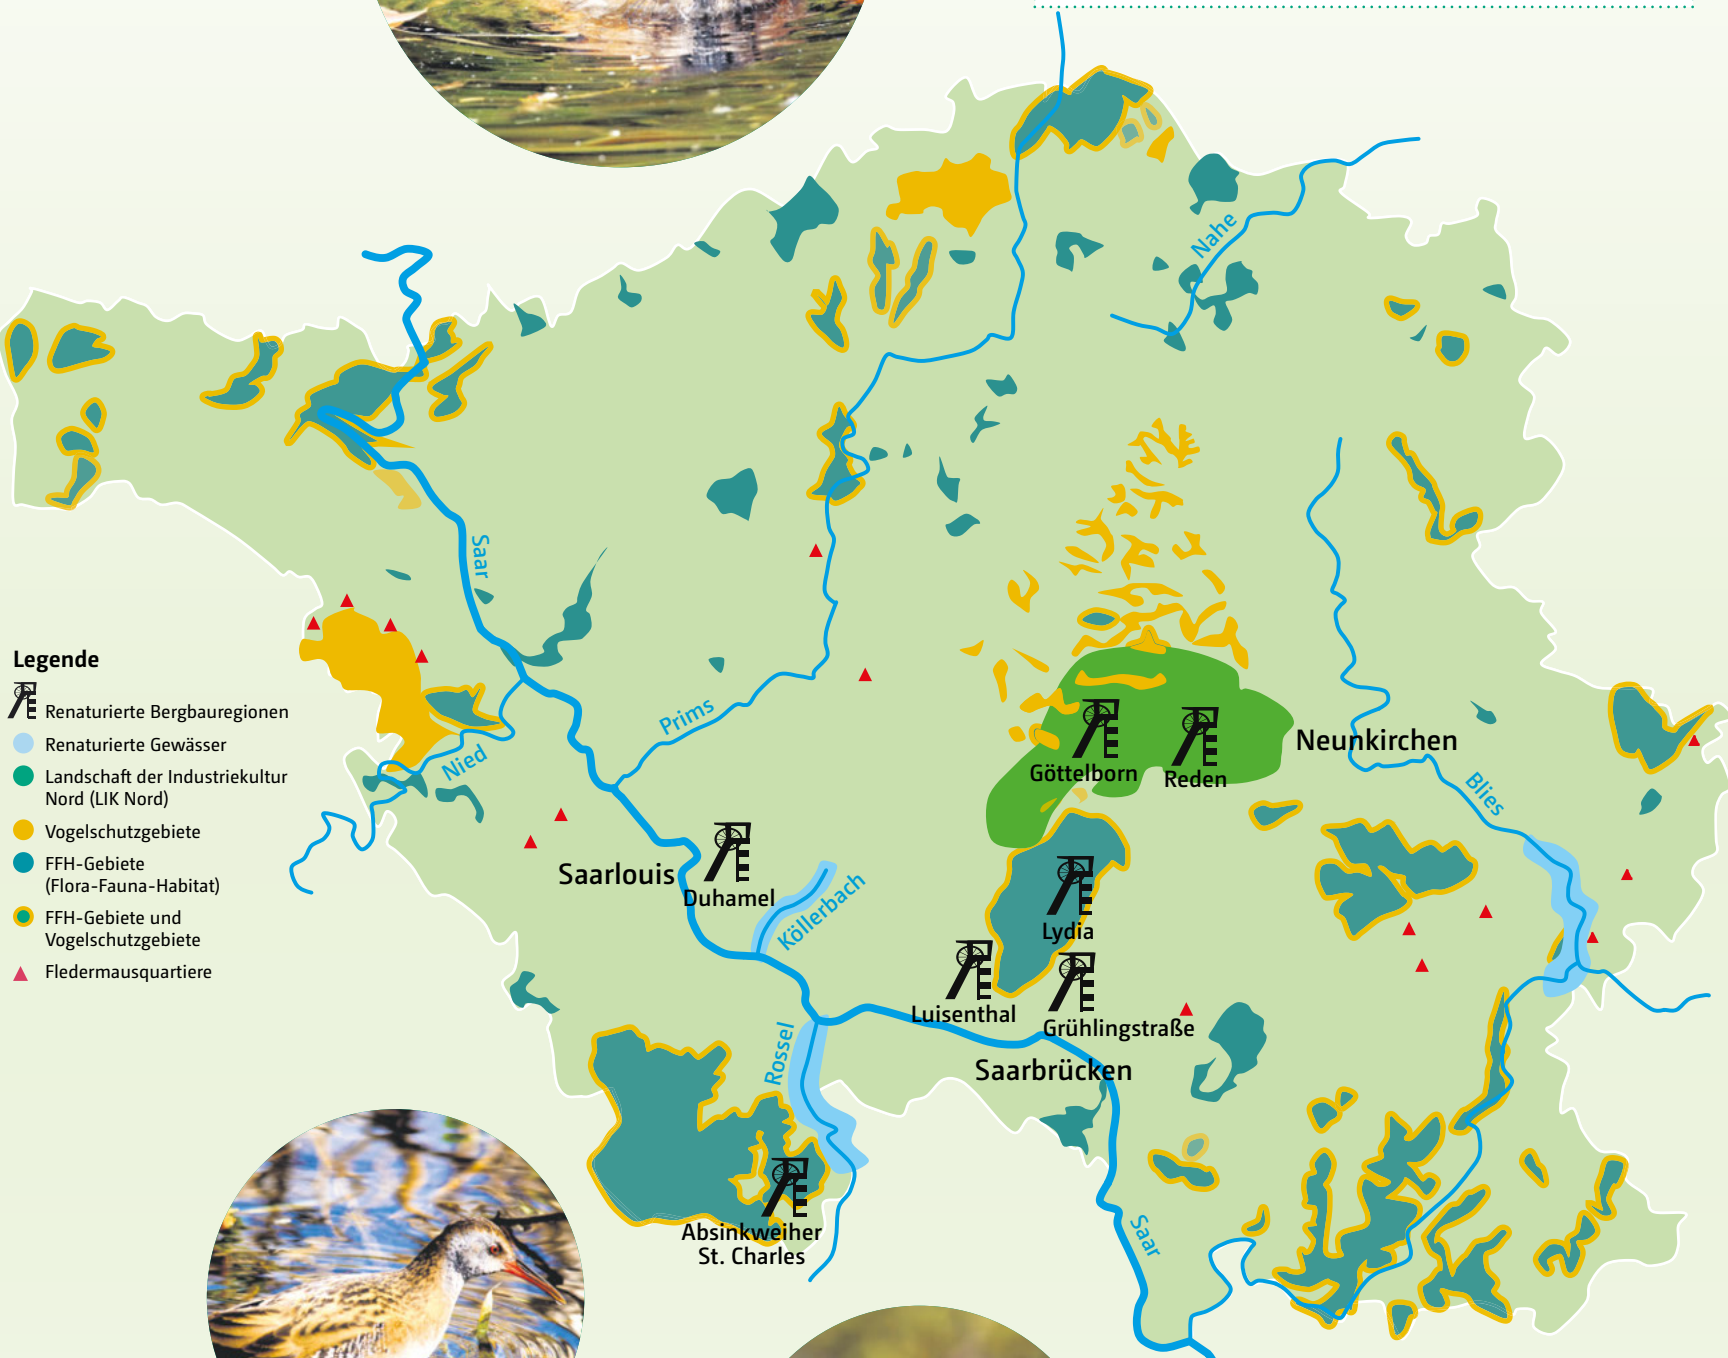 Nahe
Saar
Legende
Renaturierte Bergbauregionen
Renaturierte Gewässer
Landschaft der Industriekultur
Nord (LIK Nord)
Vogelschutzgebiete
FFH-Gebiete
(Flora-Fauna-Habitat)
FFH-Gebiete und
Vogelschutzgebiete
Fledermausquartiere
Prims
Nied
Göttelborn
Reden
Neunkirchen
Blies
Saarlouis
Duhamel
Köllerbach
Lydia
Luisenthal
Grühlingstraße
Saarbrücken
Rossel
Absinkweiher
St. Charles
Saar